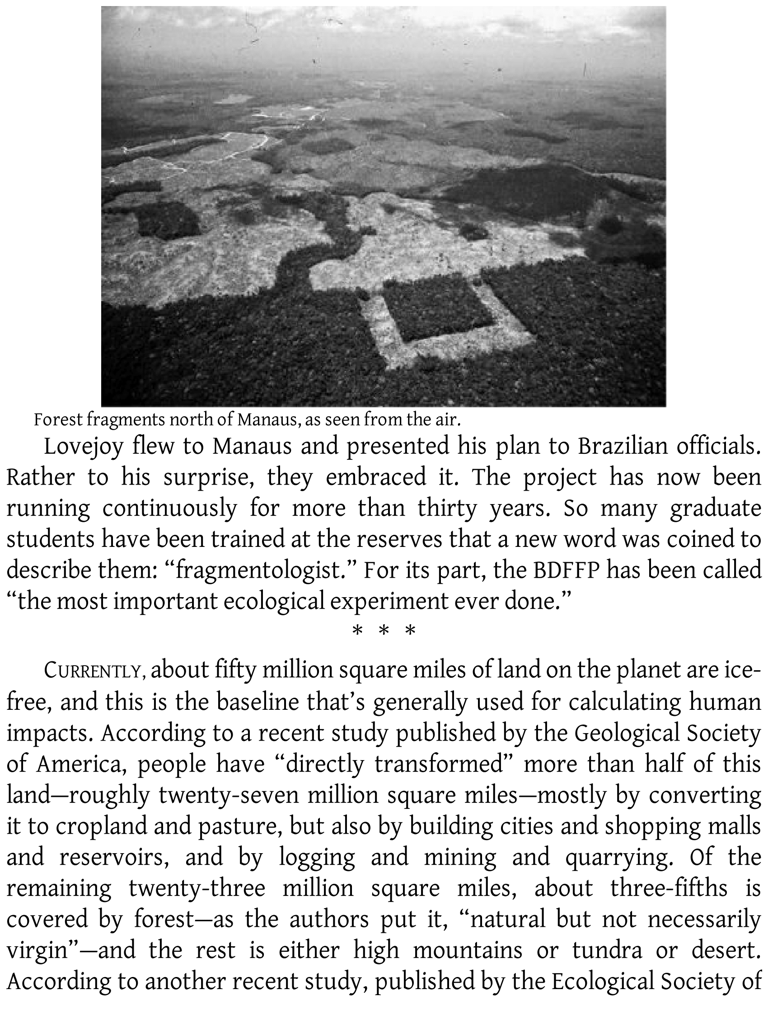 Forest fragments north of Manaus, as seen from the air.
Lovejoy flew to Manaus and presented his plan to Brazilian officials.
Rather to his surprise, they embraced it. The project has now been
running continuously for more than thirty years. So many graduate
students have been trained at the reserves that a new word was coined to
describe them: “fragmentologist.” For its part, the BDFFP has been called
“the most important ecological experiment ever done.”
* * *
CURRENTLY, about fifty million square miles of land on the planet are ice-
free, and this is the baseline that’s generally used for calculating human
impacts. According to a recent study published by the Geological Society
of America, people have “directly transformed” more than half of this
land—roughly twenty-seven million square miles—mostly by converting
it to cropland and pasture, but also by building cities and shopping malls
and reservoirs, and by logging and mining and quarrying. Of the
remaining twenty-three million square miles, about three-fifths is
covered by forest—as the authors put it, “natural but not necessarily
virgin”—and the rest is either high mountains or tundra or desert.
According to another recent study, published by the Ecological Society of